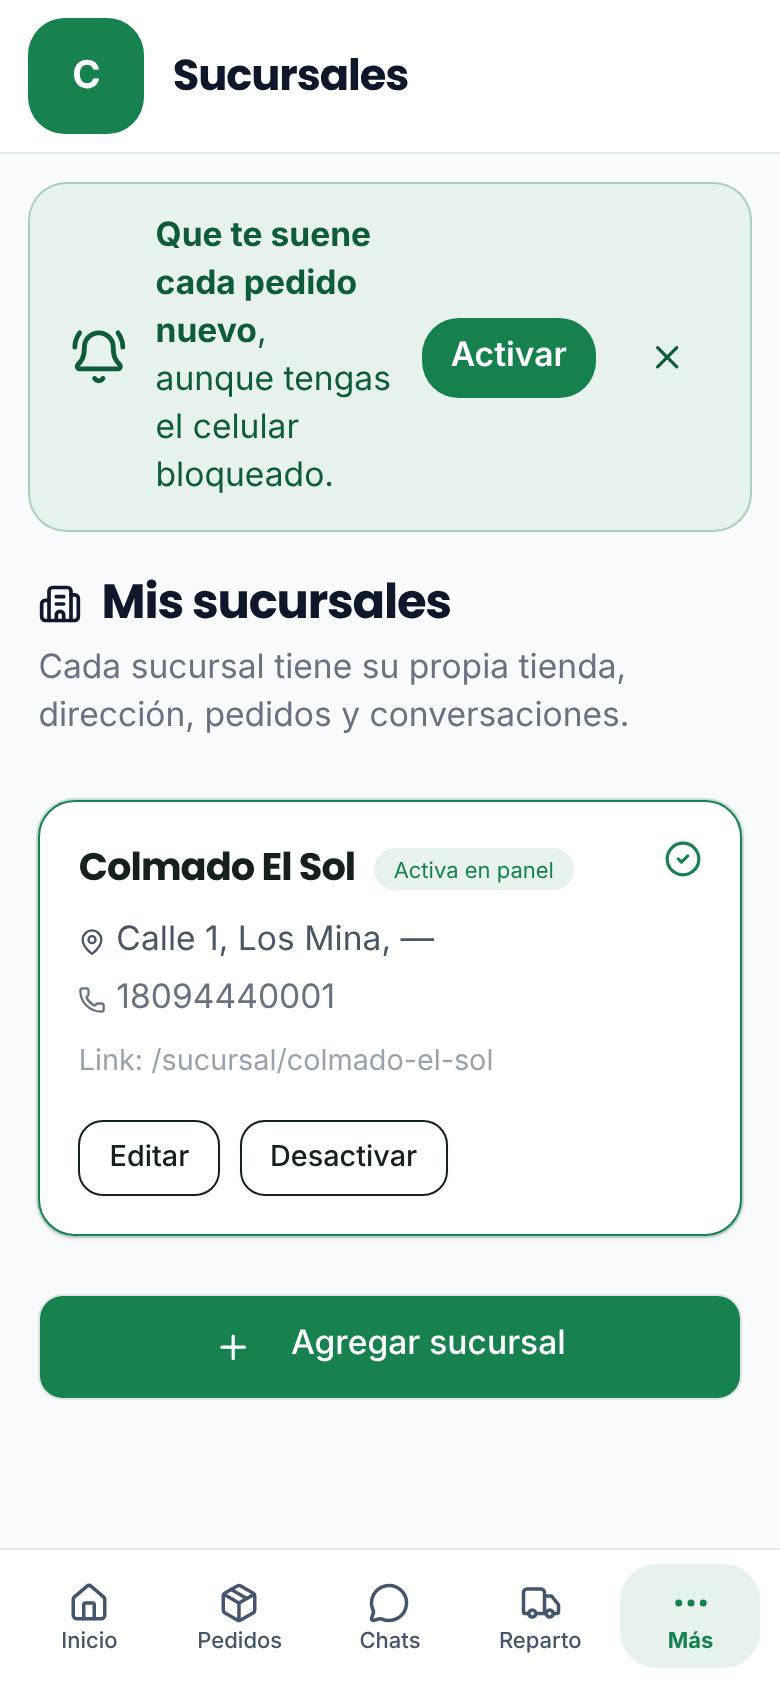 C
Sucursales
Que te suene
cada pedido
nuevo,
aunque tengas
el celular
bloqueado.
Activar
Mis sucursales
Cada sucursal tiene su propia tienda,
dirección, pedidos y conversaciones.
Colmado El Sol
Activa en panel
Calle 1, Los Mina, —
18094440001
Link: /sucursal/colmado-el-sol
Editar
Desactivar
Agregar sucursal
Inicio
Pedidos
Chats
Reparto
Más